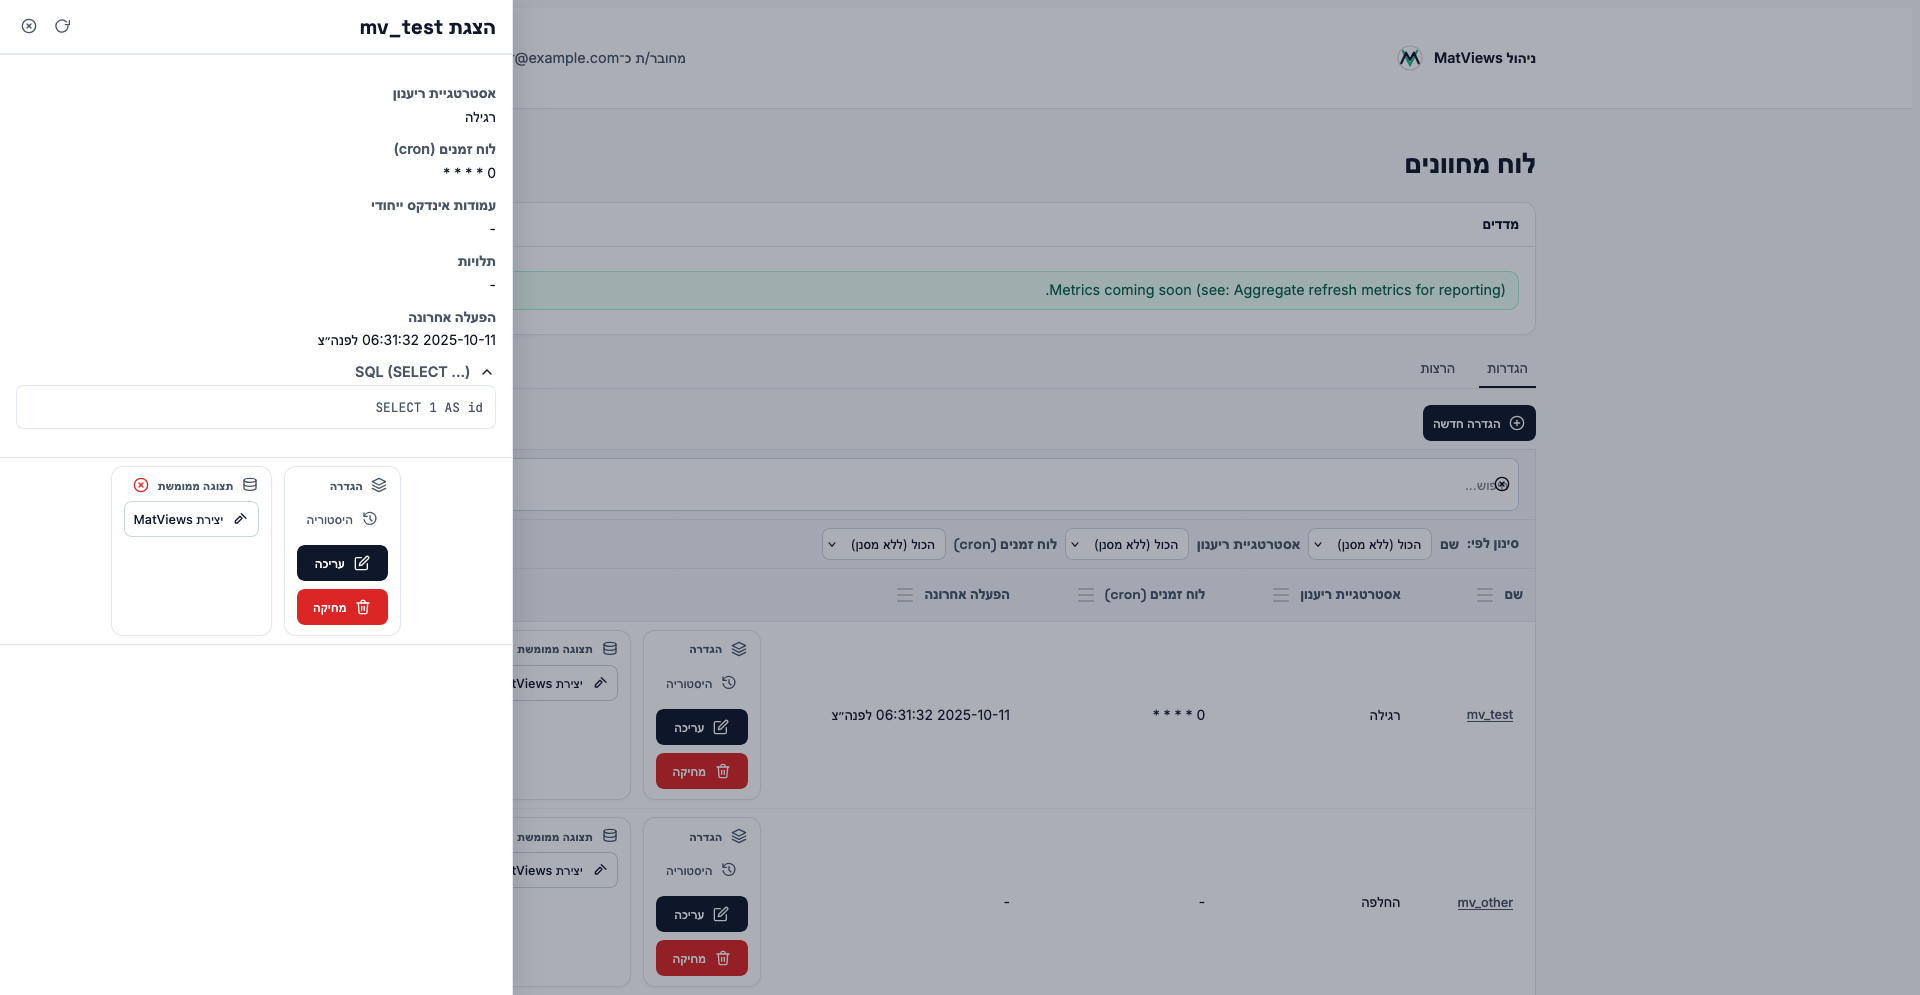 הצגת mv_test
אסטרטגיית ריענון
רגילה
לוח זמנים (cron)
0 * * * *
עמודות אינדקס ייחודי
-
תלויות
-
הפעלה אחרונה
2025-10-11 06:31:32 לפנה״צ
SQL (SELECT ...)
SELECT 1 AS id
הגדרה
היסטוריה
עריכה
מחיקה
תצוגה ממומשת
יצירת MatViews
ניהול MatViews
מחובר/ת כ־r@example.com
לוח מחוונים
מדדים
Metrics coming soon (see: Aggregate refresh metrics for reporting).
הגדרות
הרצות
הגדרה חדשה
פוש...
סינון לפי:
שם
הכול (ללא מסנן)
אסטרטגיית ריענון
הכול (ללא מסנן)
לוח זמנים (cron)
הכול (ללא מסנן)
שם
אסטרטגיית ריענון
לוח זמנים (cron)
הפעלה אחרונה
mv_test
רגילה
0 * * * *
2025-10-11 06:31:32 לפנה״צ
הגדרה
היסטוריה
עריכה
מחיקה
תצוגה ממומשת
יצירת tViews
mv_other
החלפה
-
-
הגדרה
היסטוריה
עריכה
מחיקה
תצוגה ממומשת
יצירת tViews